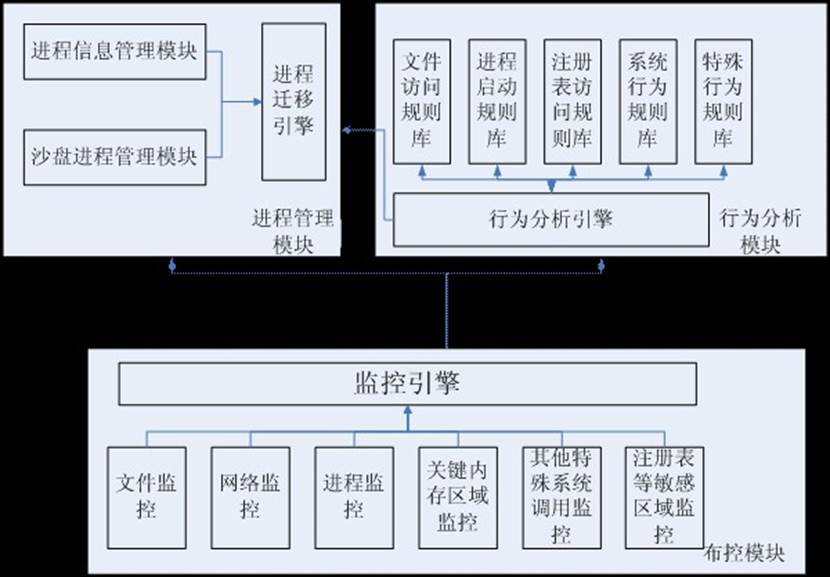 进程信息管理模块
沙盘进程管理模块
进程
迁移
引擎
进程管理
模块
文件
访问
规则
库
进程
启动
规则
库
注册
表访
问规
则库
系统
行为
规则
库
特殊
行为
规则
库
行为分析引擎
行为分析
模块
监控引擎
文件监
控
网络监
控
进程监
控
关键内
存区域
监控
其他特
殊系统
调用监
控
注册表
等敏感
区域监
控
布控模块